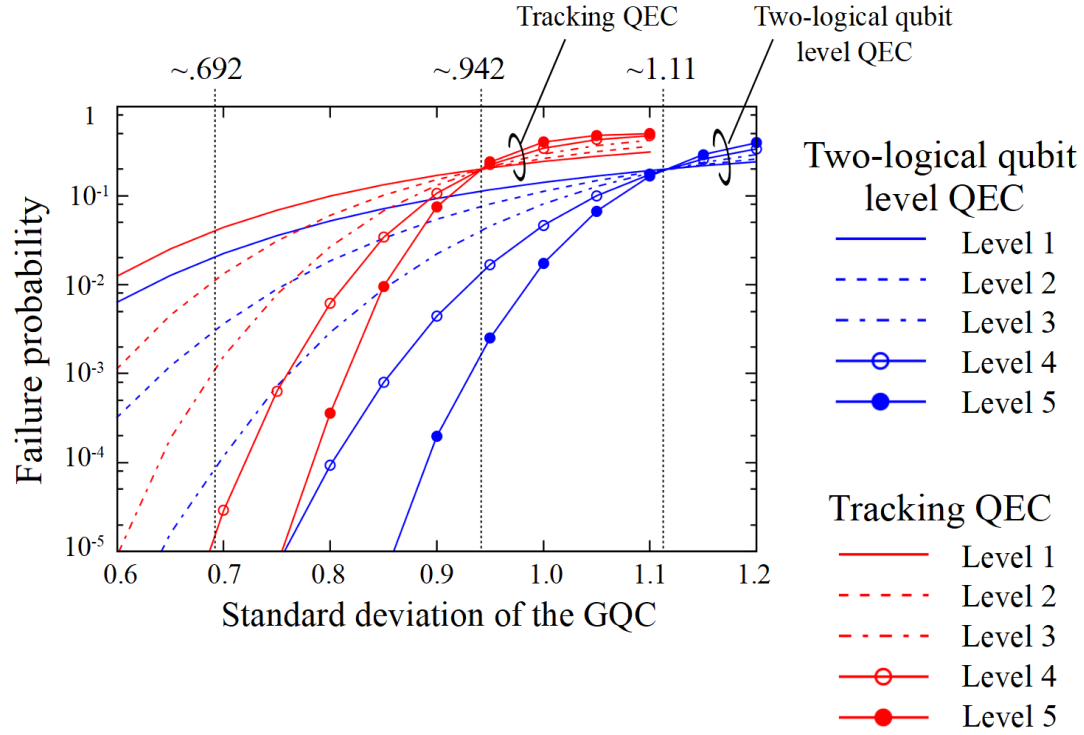 Tracking QEC
Two-logical qubit
level QEC
~.692
~.942
~1.11
1
10-1
10-2
10-3
10-4
10-5
Failure probability
0.6
0.7
0.8
0.9
1.0
1.1
1.2
Standard deviation of the GQC
Two-logical qubit
level QEC
Level 1
Level 2
Level 3
Level 4
Level 5
Tracking QEC
Level 1
Level 2
Level 3
Level 4
Level 5